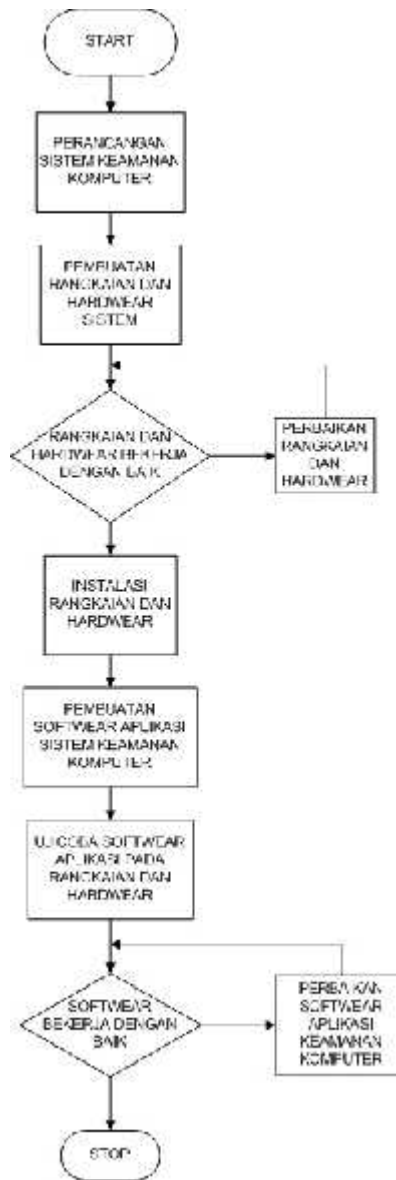 START
PERANCANGAN
SISTEM KEAMANAN
KOMPUTER
PEMBUATAN
RANGKAIAN DAN
HARDWEAR
SISTEM
RANGKAIAN DAN
HARDWEAR BEKERJA
DENGAN BAIK
PERBAIKAN
RANGKAIAN
DAN
HARDWEAR
INSTALASI
RANGKAIAN DAN
HARDWEAR
PEMBUATAN
SOFTWEAR APLIKASI
SISTEM KEAMANAN
KOMPUTER
UJICOBA SOFTWEAR
APLIKASI PADA
RANGKAIAN DAN
HARDWEAR
SOFTWEAR
BEKERJA DENGAN
BAIK
PERBAIKAN
SOFTWEAR
APLIKASI
KEAMANAN
KOMPUTER
STOP